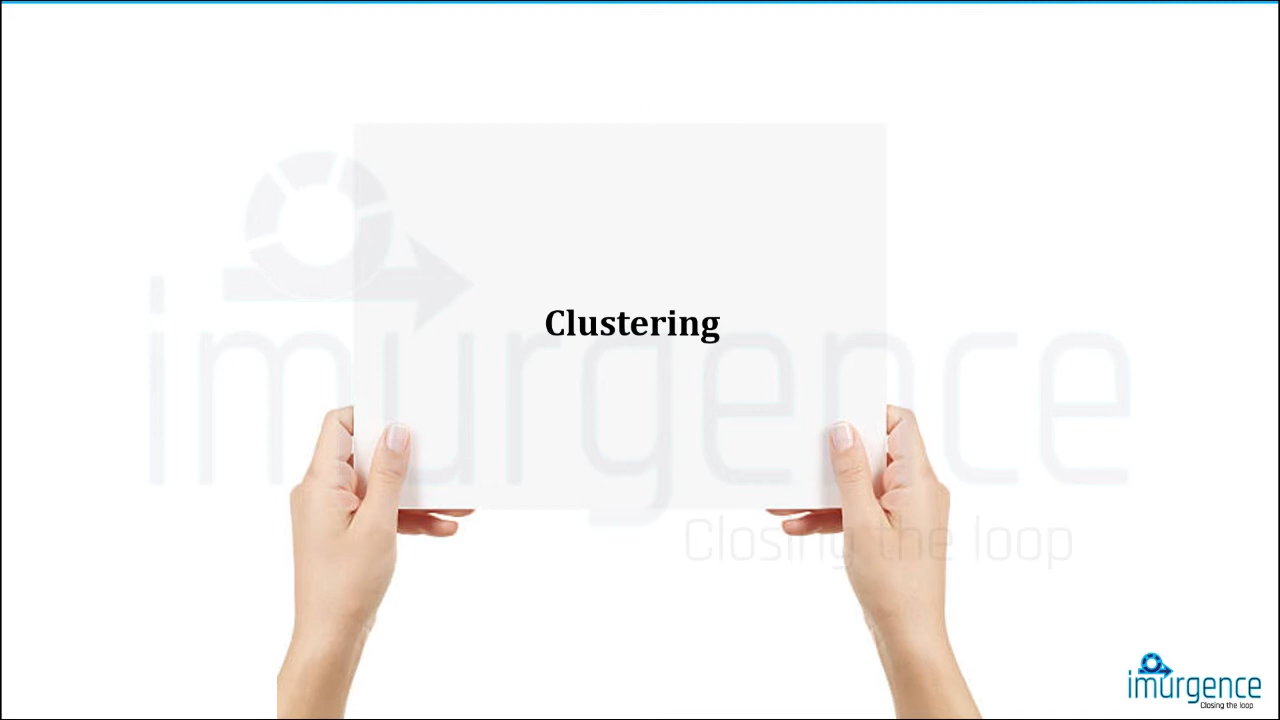 Clustering
imurgence
Closing the loop
imurgence
Closing the loop